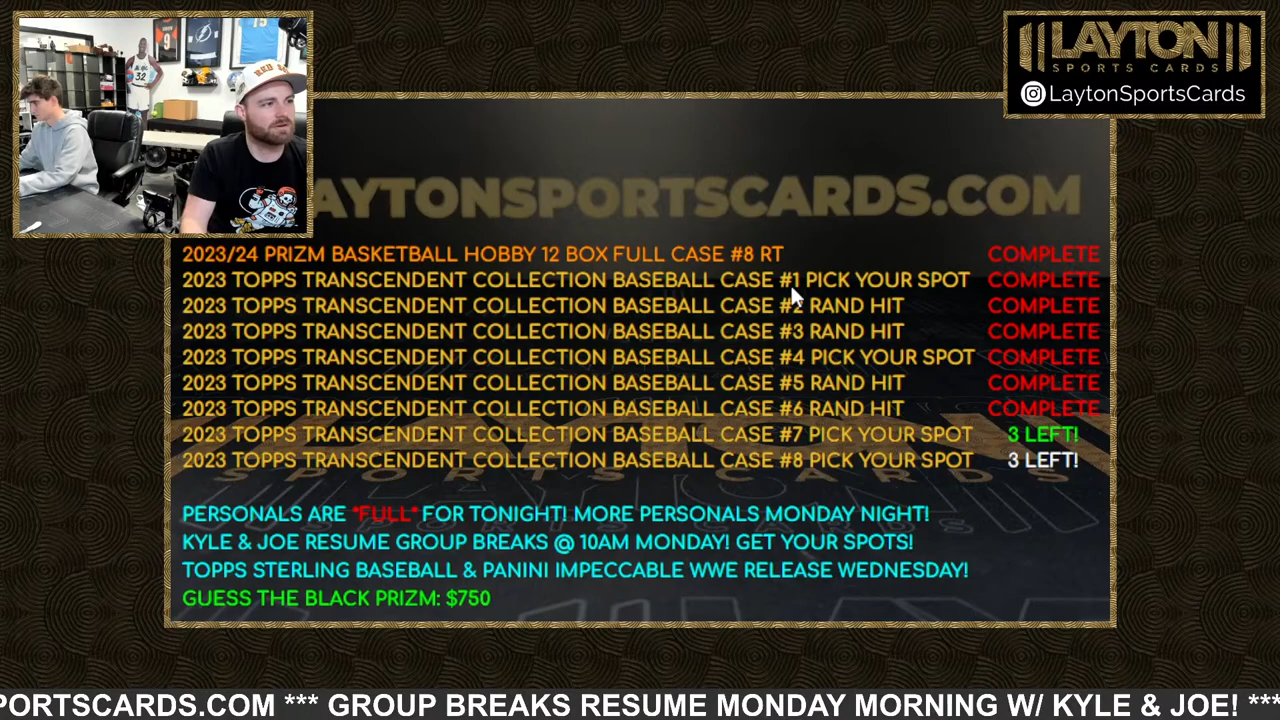 LAYTON
SPORTS CARDS
LaytonSportsCards
AYTONSPORTSCARDS.COM
2023/24 PRIZM BASKETBALL HOBBY 12 BOX FULL CASE #8 RT COMPLETE
2023 TOPPS TRANSCENDENT COLLECTION BASEBALL CASE #1 PICK YOUR SPOT COMPLETE
2023 TOPPS TRANSCENDENT COLLECTION BASEBALL CASE #2 RAND HIT COMPLETE
2023 TOPPS TRANSCENDENT COLLECTION BASEBALL CASE #3 RAND HIT COMPLETE
2023 TOPPS TRANSCENDENT COLLECTION BASEBALL CASE #4 PICK YOUR SPOT COMPLETE
2023 TOPPS TRANSCENDENT COLLECTION BASEBALL CASE #5 RAND HIT COMPLETE
2023 TOPPS TRANSCENDENT COLLECTION BASEBALL CASE #6 RAND HIT COMPLETE
2023 TOPPS TRANSCENDENT COLLECTION BASEBALL CASE #7 PICK YOUR SPOT 3 LEFT!
2023 TOPPS TRANSCENDENT COLLECTION BASEBALL CASE #8 PICK YOUR SPOT 3 LEFT!
PERSONALS ARE *FULL* FOR TONIGHT! MORE PERSONALS MONDAY NIGHT!
KYLE & JOE RESUME GROUP BREAKS @ 10AM MONDAY! GET YOUR SPOTS!
TOPPS STERLING BASEBALL & PANINI IMPECCABLE WWE RELEASE WEDNESDAY!
GUESS THE BLACK PRIZM: $750
SPORTSCARDS.COM *** GROUP BREAKS RESUME MONDAY MORNING W/ KYLE & JOE! ***